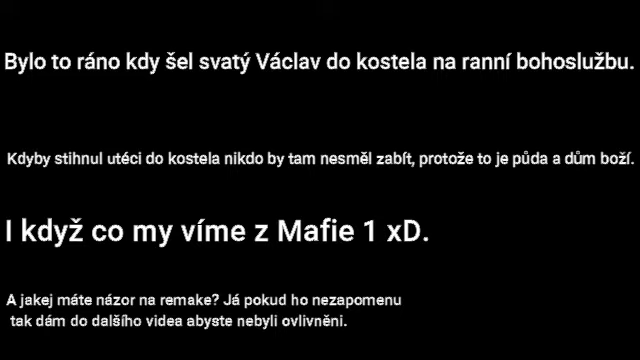 Bylo to ráno kdy šel svatý Václav do kostela na ranní bohoslužbu.
Kdyby stihnul utéci do kostela nikdo by tam nesměl zabít, protože to je půda a dům boží.
I když co my víme z Mafie 1 xD.
A jakej máte názor na remake? Já pokud ho nezapomenu
tak dám do dalšího videa abyste nebyli ovlivněni.